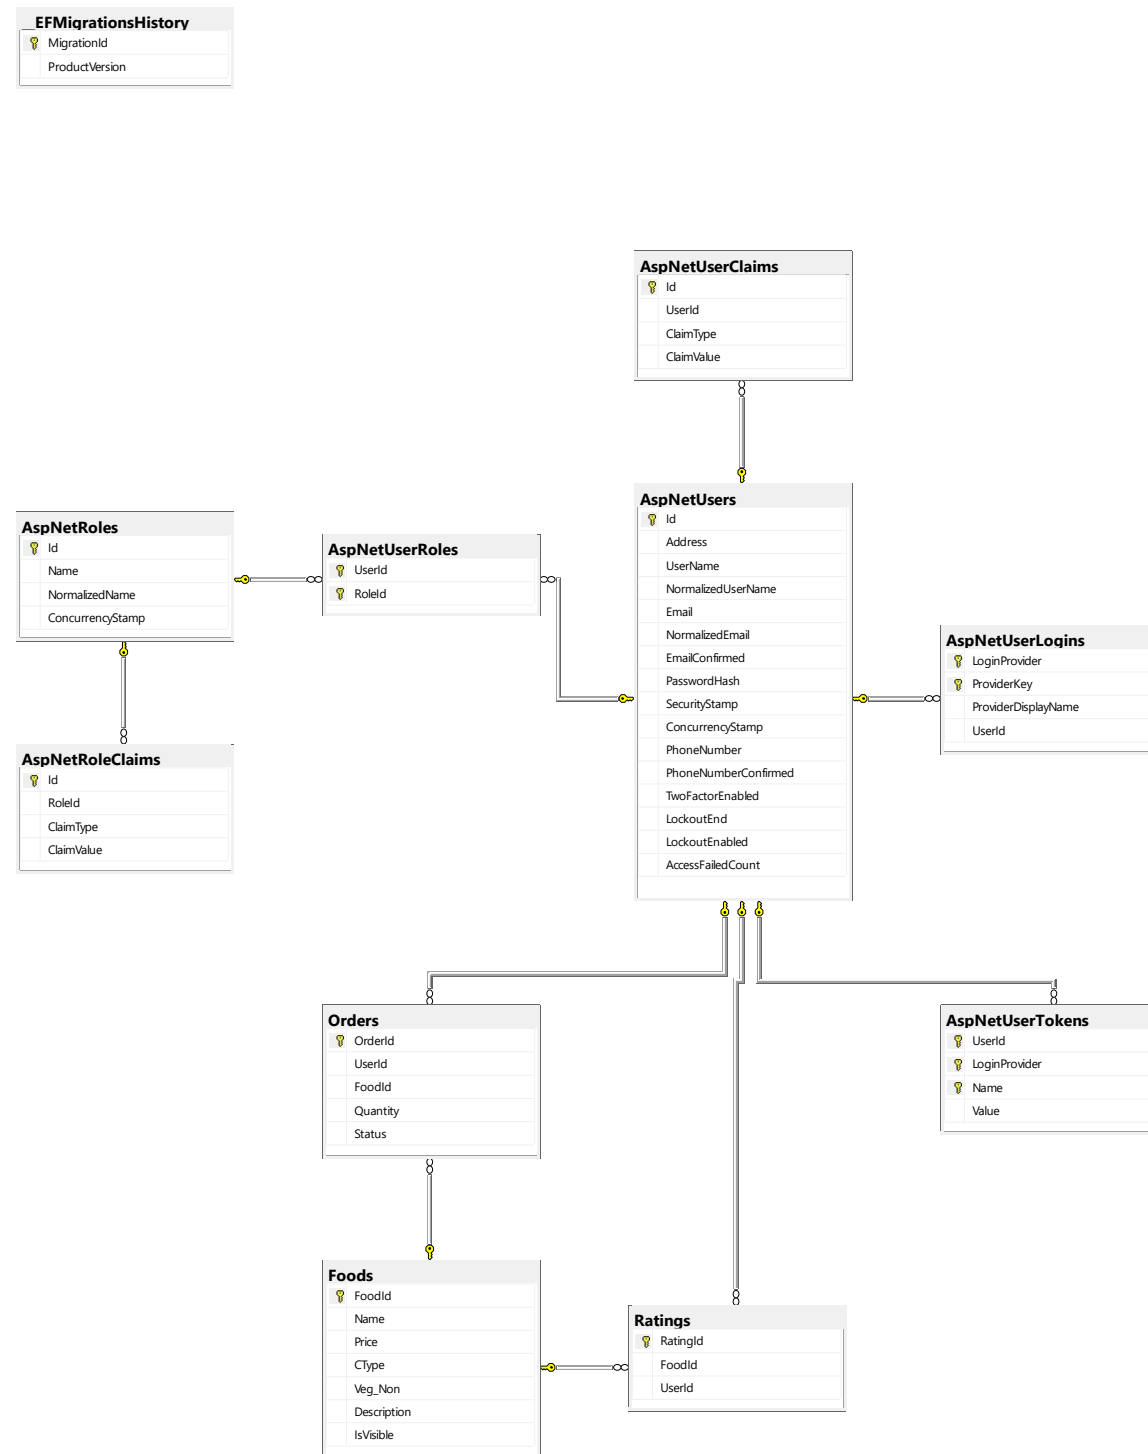 __EFMigrationsHistory
MigrationId
ProductVersion
AspNetUserClaims
Id
UserId
ClaimType
ClaimValue
AspNetUsers
Id
Address
UserName
NormalizedUserName
Email
NormalizedEmail
EmailConfirmed
PasswordHash
SecurityStamp
ConcurrencyStamp
PhoneNumber
PhoneNumberConfirmed
TwoFactorEnabled
LockoutEnd
LockoutEnabled
AccessFailedCount
AspNetRoles
Id
Name
NormalizedName
ConcurrencyStamp
AspNetUserRoles
UserId
RoleId
AspNetUserLogins
LoginProvider
ProviderKey
ProviderDisplayName
UserId
AspNetRoleClaims
Id
RoleId
ClaimType
ClaimValue
Orders
OrderId
UserId
FoodId
Quantity
Status
AspNetUserTokens
UserId
LoginProvider
Name
Value
Foods
FoodId
Name
Price
CType
Veg_Non
Description
IsVisible
Ratings
RatingId
FoodId
UserId